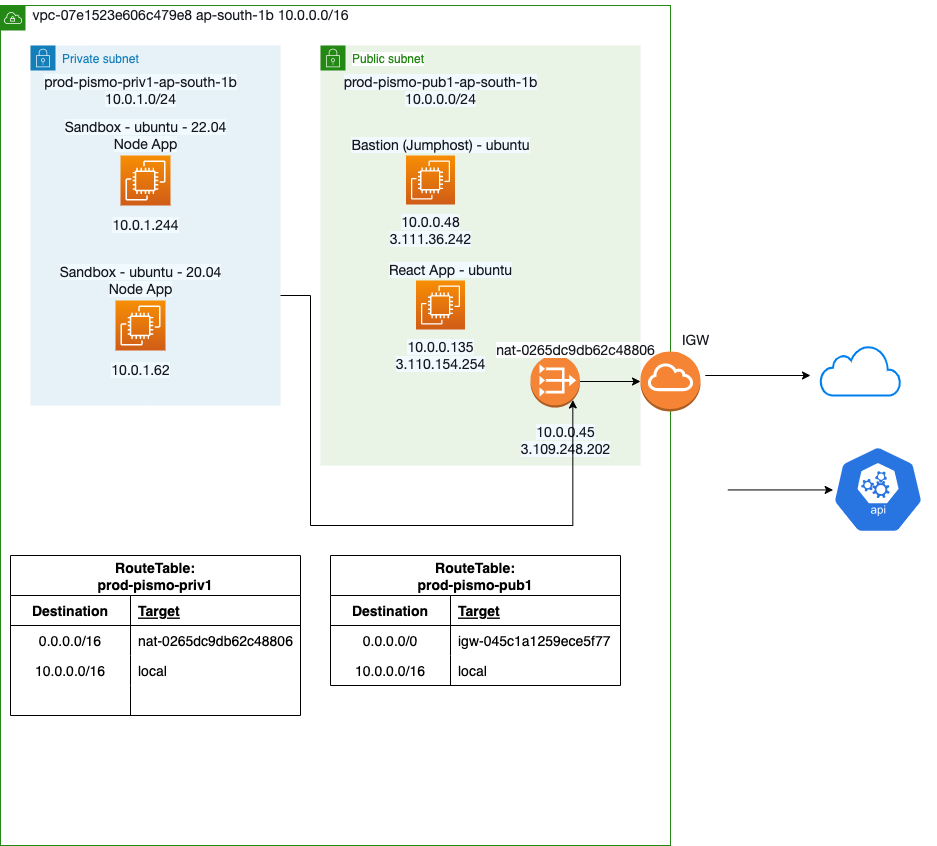 vpc-07e1523e606c479e8 ap-south-1b 10.0.0.0/16
Private subnet
prod-pismo-priv1-ap-south-1b
10.0.1.0/24
Sandbox - ubuntu - 22.04
Node App
10.0.1.244
Sandbox - ubuntu - 20.04
Node App
10.0.1.62
Public subnet
prod-pismo-pub1-ap-south-1b
10.0.0.0/24
Bastion (Jumphost) - ubuntu
10.0.0.48
3.111.36.242
React App - ubuntu
10.0.0.135
3.110.154.254
nat-0265dc9db62c48806
10.0.0.45
3.109.248.202
IGW
api
RouteTable:
prod-pismo-priv1
Destination Target
0.0.0.0/16 nat-0265dc9db62c48806
10.0.0.0/16 local
RouteTable:
prod-pismo-pub1
Destination Target
0.0.0.0/0 igw-045c1a1259ece5f77
10.0.0.0/16 local